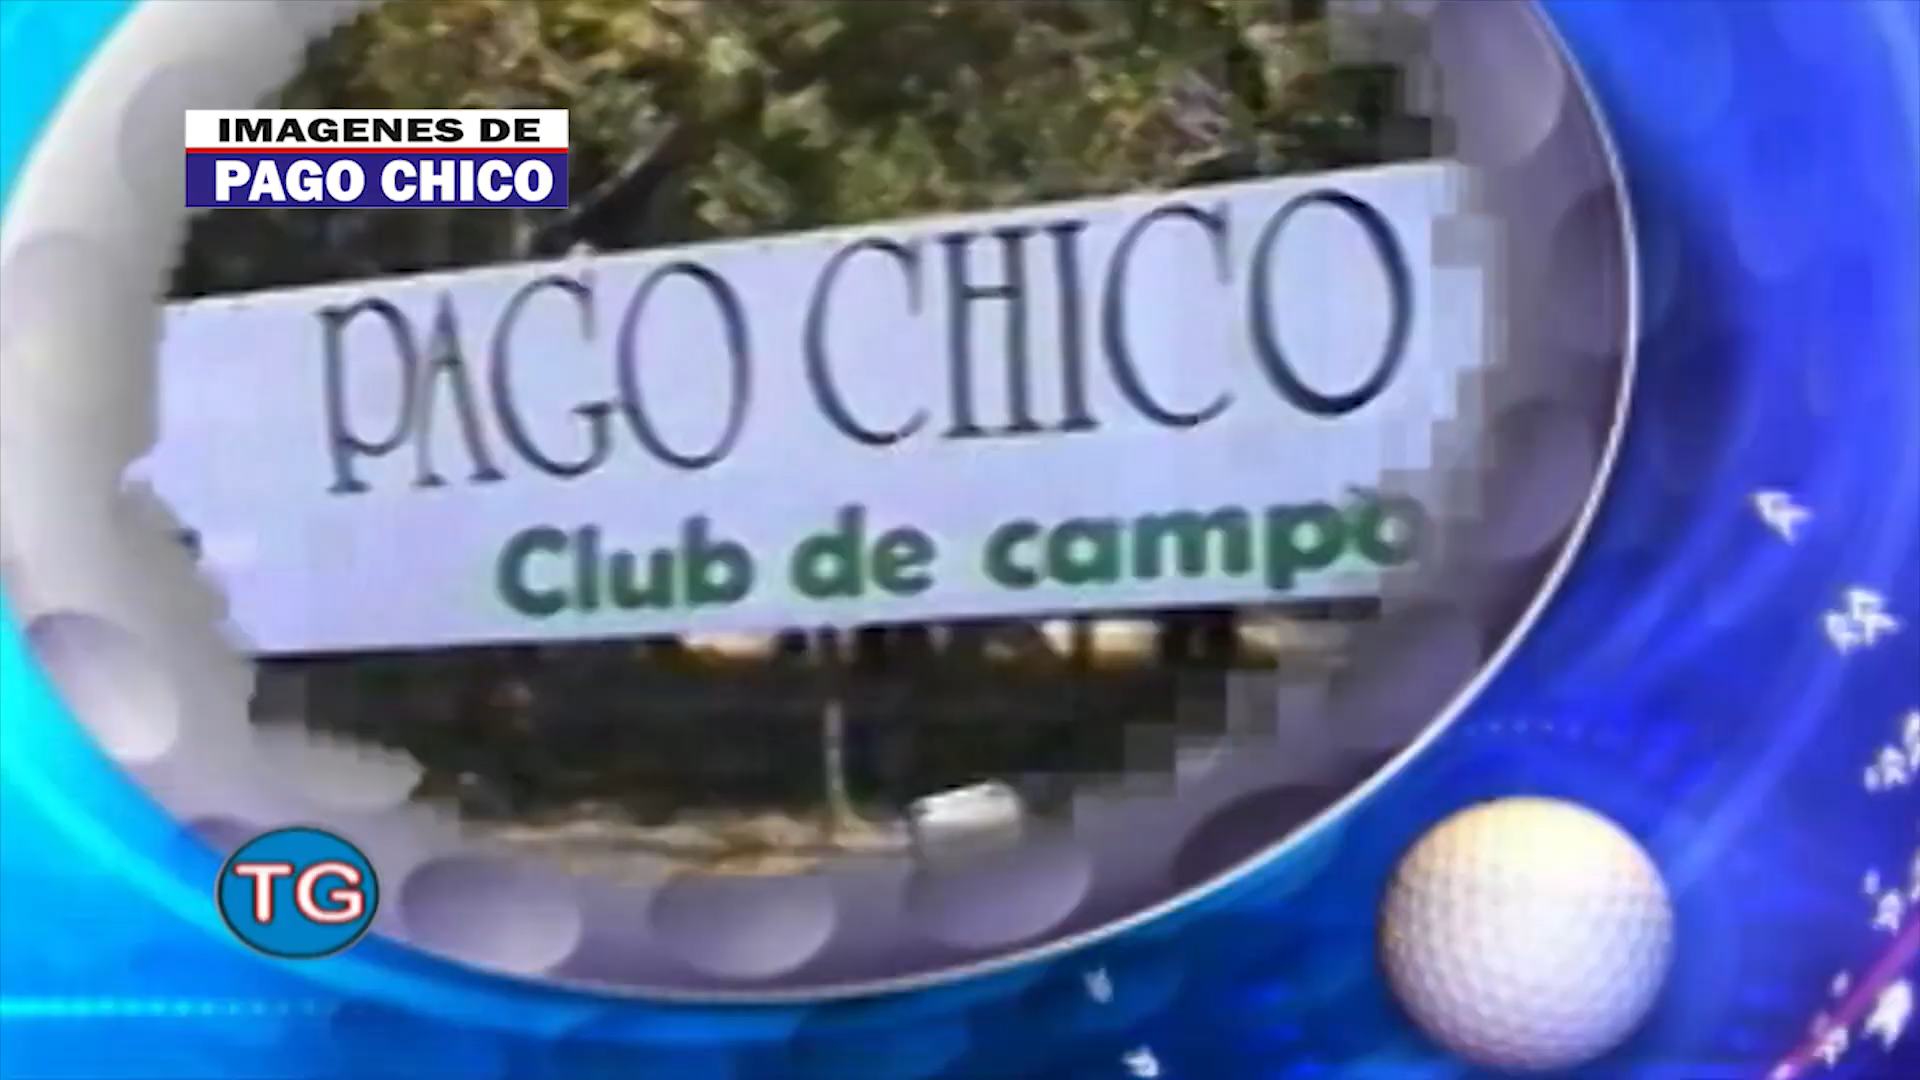 IMAGENES DE
PAGO CHICO
PAGO CHICO
Club de campo
TG